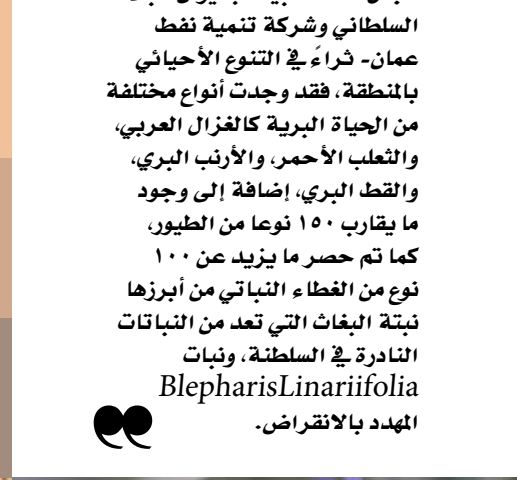 السلطاني وشركة تنمية نفط
عمان- ثراءً في التنوع الأحيائي
بالمنطقة، فقد وجدت أنواع مختلفة
من الحياة البرية كالغزال العربي،
والثعلب الأحمر، والأرنب البري،
والقط البري، إضافة إلى وجود
ما يقارب ١٥٠ نوعا من الطيور،
كما تم حصر ما يزيد عن ١٠٠
نوع من الغطاء النباتي من أبرزها
نبتة البغاث التي تعد من النباتات
النادرة في السلطنة، ونبات
BlepharisLinariifolia
المهدد بالانقراض.